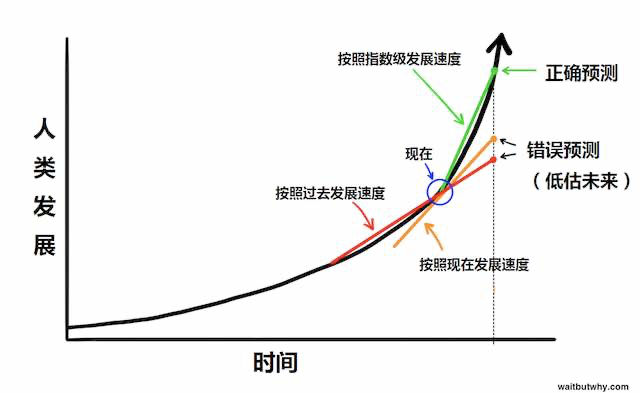 按照指数级发展速度
正确预测
人类发展
现在
错误预测
（低估未来）
按照过去发展速度
按照现在发展速度
时间
waitbutwhy.com